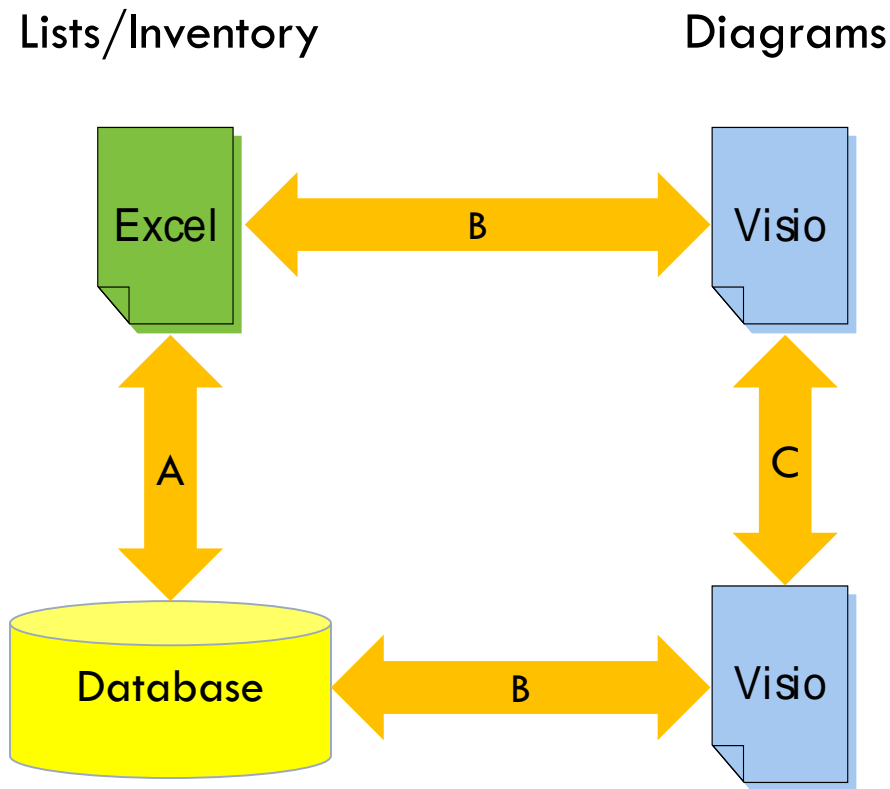 Lists/Inventory
Diagrams
Excel
B
Visio
A
C
Database
B
Visio